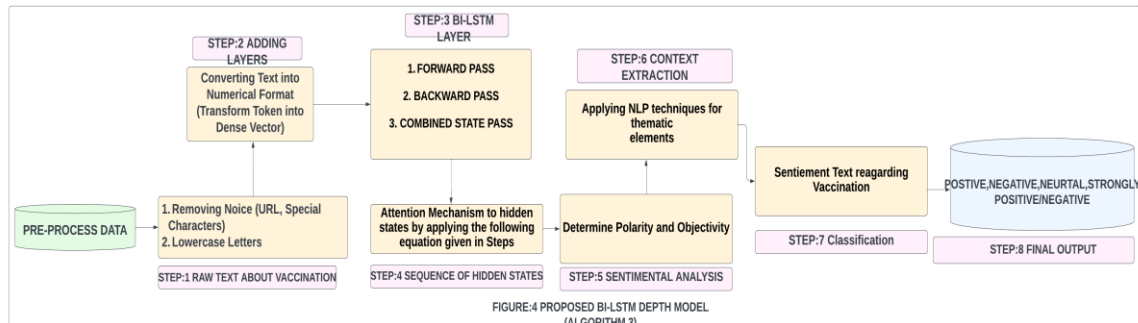 PRE-PROCESS DATA
1. Removing Noice (URL, Special
Characters)
2. Lowercase Letters
STEP:1 RAW TEXT ABOUT VACCINATION
STEP:2 ADDING
LAYERS
Converting Text into
Numerical Format
(Transform Token into
Dense Vector)
STEP:3 BI-LSTM
LAYER
1. FORWARD PASS
2. BACKWARD PASS
3. COMBINED STATE PASS
Attention Mechanism to hidden
states by applying the following
equation given in Steps
STEP:4 SEQUENCE OF HIDDEN STATES
Determine Polarity and Objectivity
STEP:5 SENTIMENTAL ANALYSIS
STEP:6 CONTEXT
EXTRACTION
Applying NLP techniques for
thematic
elements
Sentiement Text reagarding
Vaccination
STEP:7 Classification
POSTIVE,NEGATIVE,NEURTAL,STRONGLY
POSITIVE/NEGATIVE
STEP:8 FINAL OUTPUT
FIGURE:4 PROPOSED BI-LSTM DEPTH MODEL
(ALGORITHM 3)